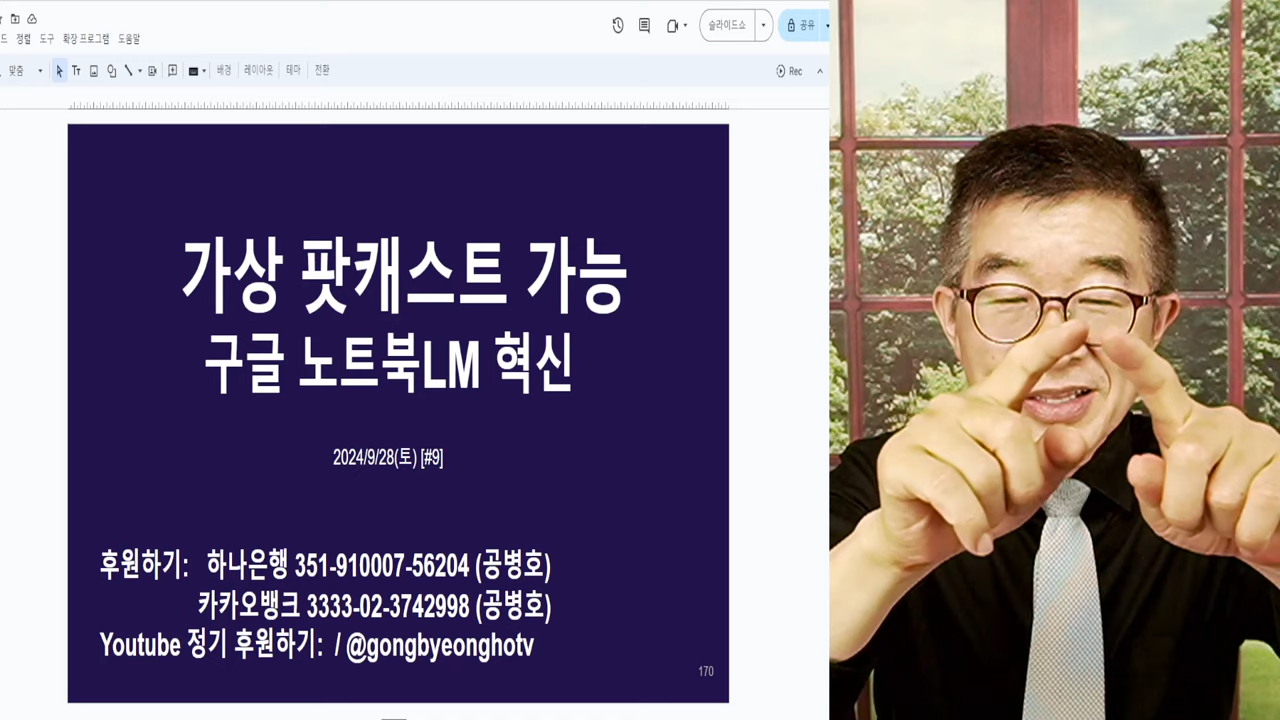 드 정렬 도구 확장 프로그램 도움말
슬라이드쇼
공유
맞춤
배경 레이아웃 테마 전환
Rec
가상 팟캐스트 가능
구글 노트북LM 혁신
2024/9/28(토) [#9]
후원하기: 하나은행 351-910007-56204 (공병호)
카카오뱅크 3333-02-3742998 (공병호)
Youtube 정기 후원하기: / @gongbyeonghotv
170